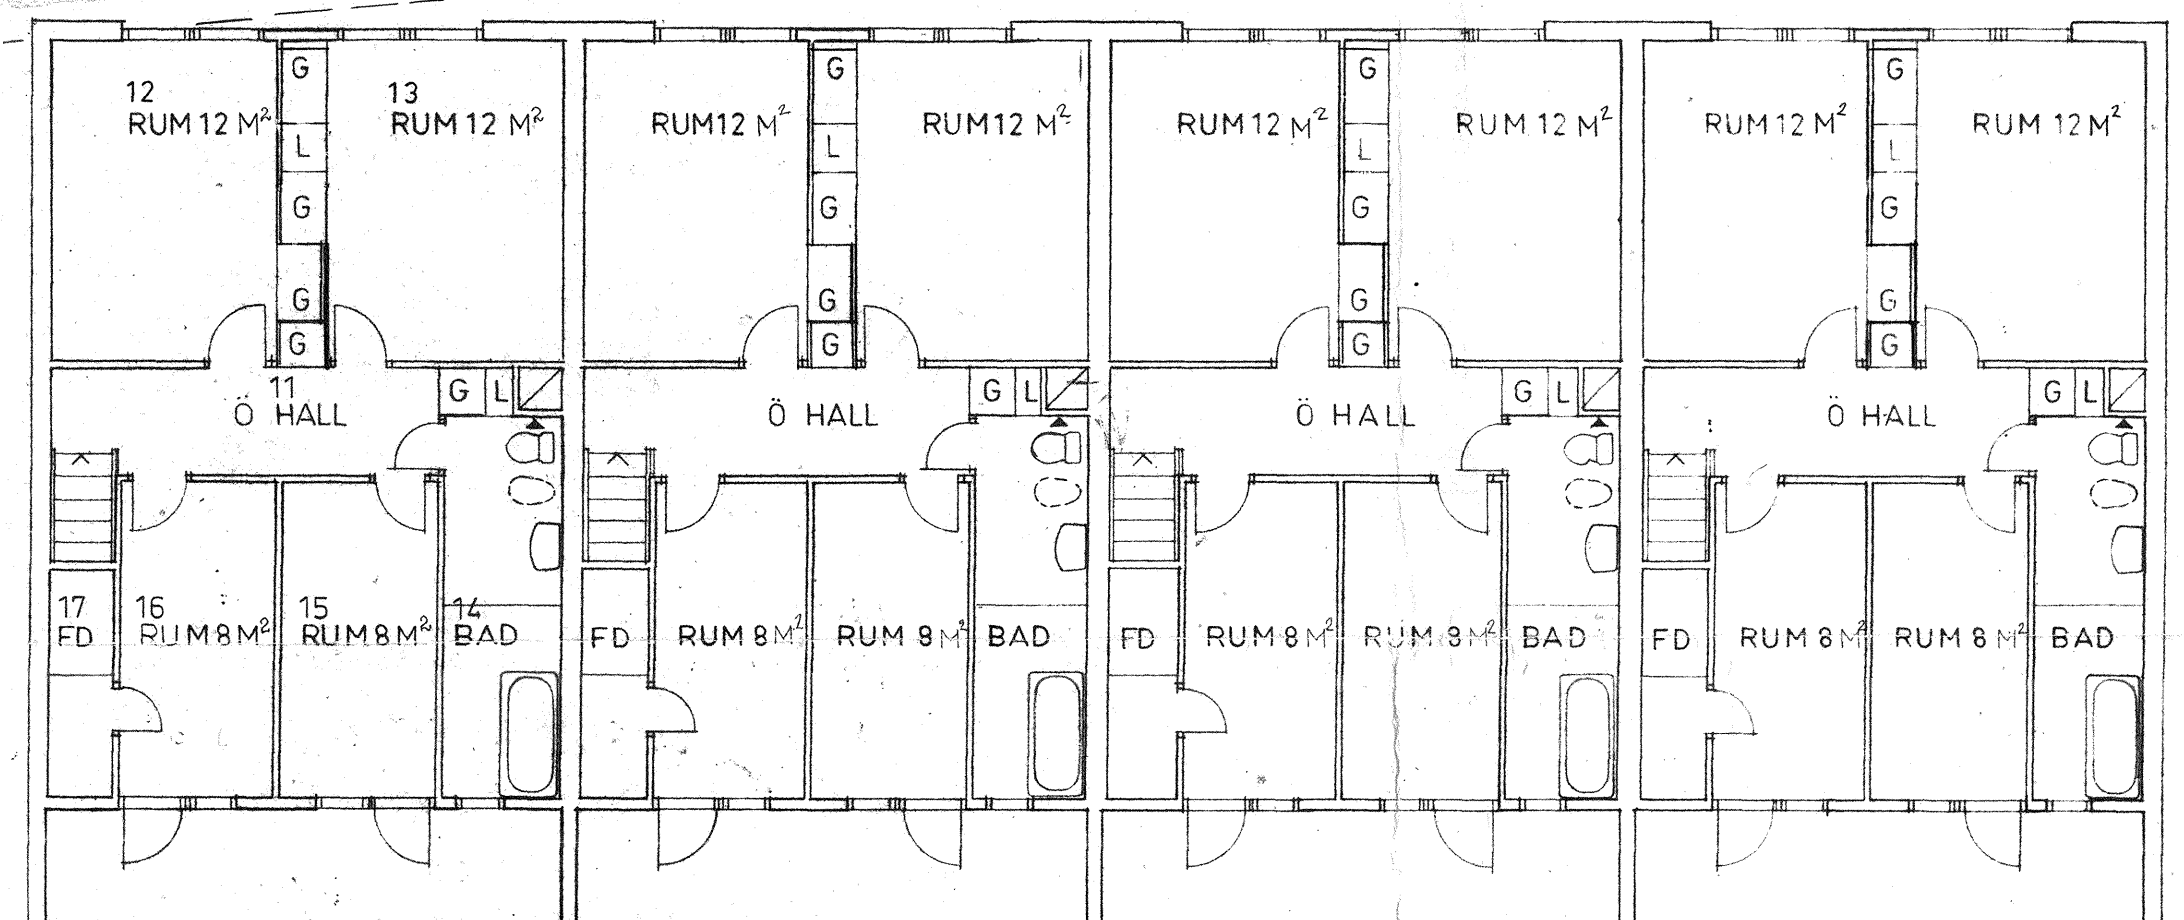 12
RUM 12 M²
G
L
G
G
G
13
RUM 12 M²
RUM 12 M²
G
L
G
G
G
RUM 12 M²
RUM 12 M²
G
L
G
G
G
RUM 12 M²
RUM 12 M²
G
L
G
G
G
RUM 12 M²
11
Ö HALL
G L
Ö HALL
G L
Ö HALL
G L
Ö HALL
G L
17
FD
16
RUM 8 M²
15
RUM 8 M²
14
BAD
FD
RUM 8 M²
RUM 8 M²
BAD
FD
RUM 8 M²
RUM 8 M²
BAD
FD
RUM 8 M²
RUM 8 M²
BAD